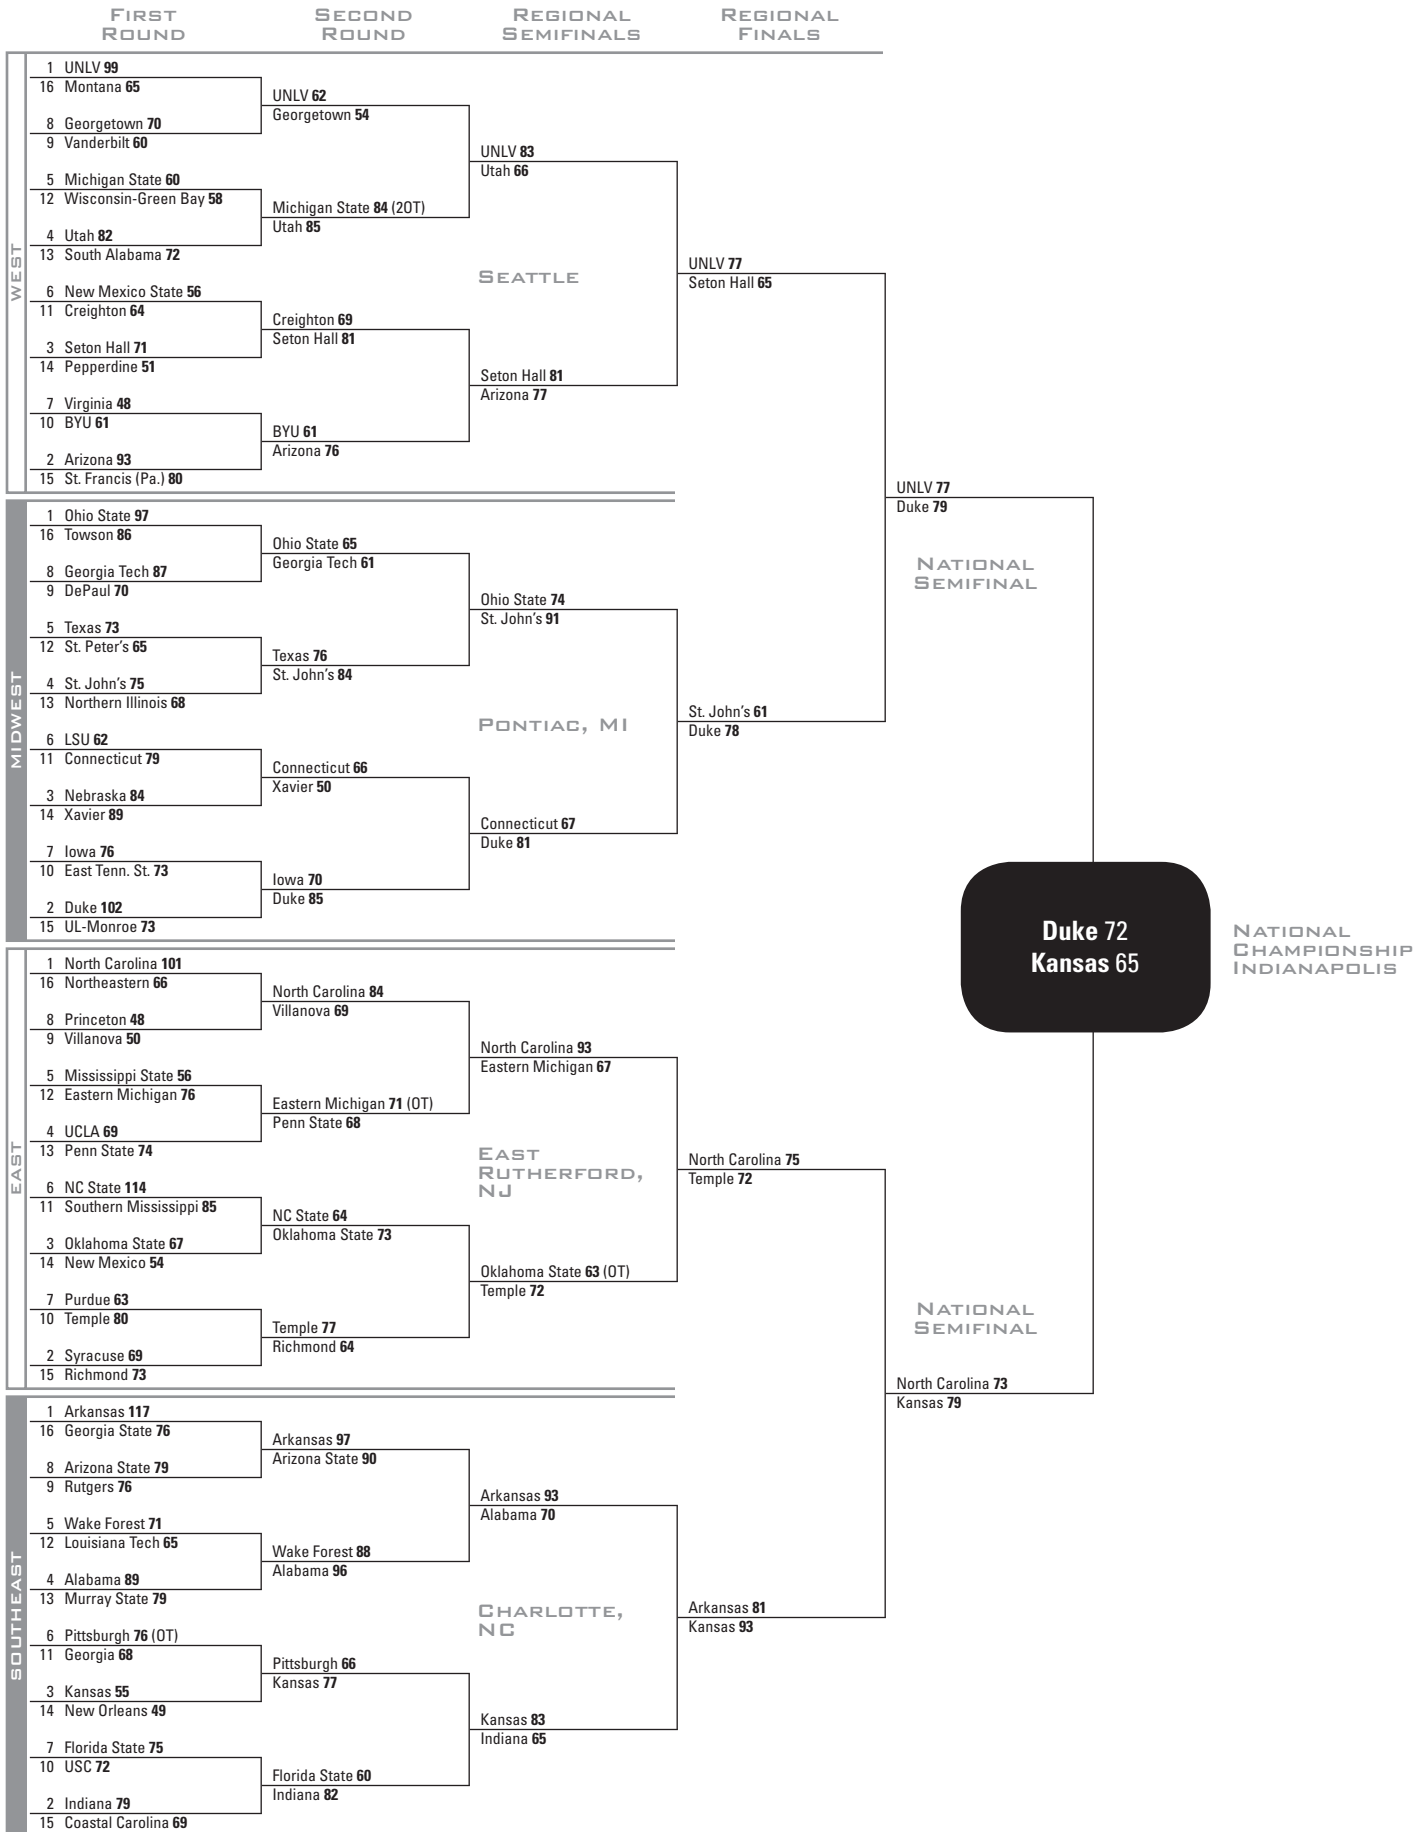 FIRST ROUND
SECOND ROUND
REGIONAL SEMIFINALS
REGIONAL FINALS
WEST
1 UNLV 99
16 Montana 65
8 Georgetown 70
9 Vanderbilt 60
5 Michigan State 60
12 Wisconsin-Green Bay 58
4 Utah 82
13 South Alabama 72
6 New Mexico State 56
11 Creighton 64
3 Seton Hall 71
14 Pepperdine 51
7 Virginia 48
10 BYU 61
2 Arizona 93
15 St. Francis (Pa.) 80
UNLV 62
Georgetown 54
Michigan State 84 (2OT)
Utah 85
Creighton 69
Seton Hall 81
BYU 61
Arizona 76
UNLV 83
Utah 66
SEATTLE
Seton Hall 81
Arizona 77
UNLV 77
Seton Hall 65
MIDWEST
1 Ohio State 97
16 Towson 86
8 Georgia Tech 87
9 DePaul 70
5 Texas 73
12 St. Peter's 65
4 St. John's 75
13 Northern Illinois 68
6 LSU 62
11 Connecticut 79
3 Nebraska 84
14 Xavier 89
7 Iowa 76
10 East Tenn. St. 73
2 Duke 102
15 UL-Monroe 73
Ohio State 65
Georgia Tech 61
Texas 76
St. John's 84
Connecticut 66
Xavier 50
Iowa 70
Duke 85
Ohio State 74
St. John's 91
PONTIAC, MI
Connecticut 67
Duke 81
St. John's 61
Duke 78
UNLV 77
Duke 79
NATIONAL
SEMIFINAL
EAST
1 North Carolina 101
16 Northeastern 66
8 Princeton 48
9 Villanova 50
5 Mississippi State 56
12 Eastern Michigan 76
4 UCLA 69
13 Penn State 74
6 NC State 114
11 Southern Mississippi 85
3 Oklahoma State 67
14 New Mexico 54
7 Purdue 63
10 Temple 80
2 Syracuse 69
15 Richmond 73
North Carolina 84
Villanova 69
Eastern Michigan 71 (OT)
Penn State 68
NC State 64
Oklahoma State 73
Temple 77
Richmond 64
North Carolina 93
Eastern Michigan 67
EAST
RUTHERFORD,
NJ
Oklahoma State 63 (OT)
Temple 72
North Carolina 75
Temple 72
SOUTHEAST
1 Arkansas 117
16 Georgia State 76
8 Arizona State 79
9 Rutgers 76
5 Wake Forest 71
12 Louisiana Tech 65
4 Alabama 89
13 Murray State 79
6 Pittsburgh 76 (OT)
11 Georgia 68
3 Kansas 55
14 New Orleans 49
7 Florida State 75
10 USC 72
2 Indiana 79
15 Coastal Carolina 69
Arkansas 97
Arizona State 90
Wake Forest 88
Alabama 96
Pittsburgh 66
Kansas 77
Florida State 60
Indiana 82
Arkansas 93
Alabama 70
CHARLOTTE,
NC
Kansas 83
Indiana 65
Arkansas 81
Kansas 93
NATIONAL
SEMIFINAL
North Carolina 73
Kansas 79
Duke 72
Kansas 65
NATIONAL
CHAMPIONSHIP
INDIANAPOLIS